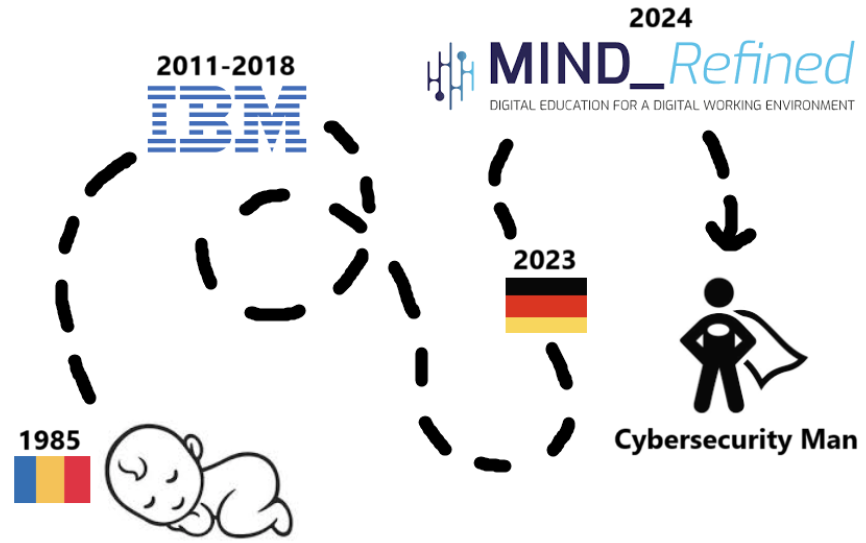 2024
MIND_Refined
DIGITAL EDUCATION FOR A DIGITAL WORKING ENVIRONMENT
2011-2018
IBM
2023
1985
Cybersecurity Man